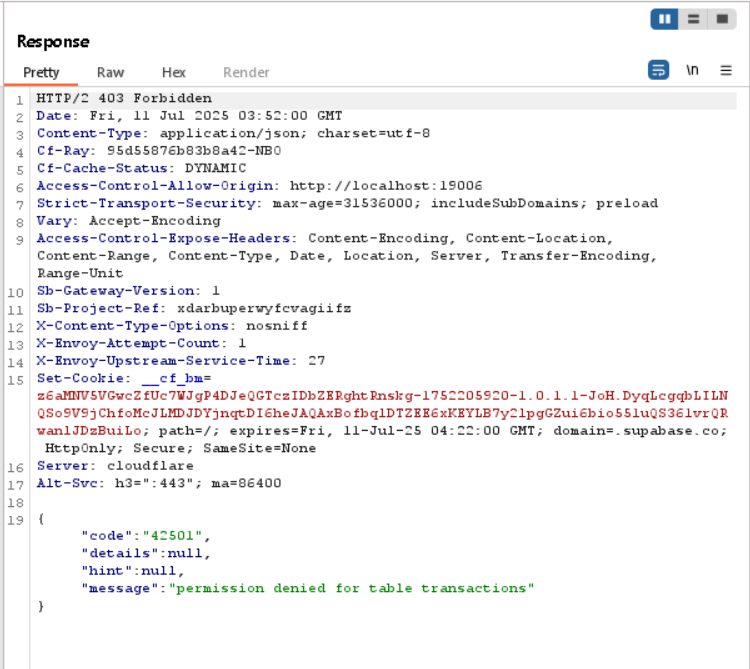 Response
Pretty Raw Hex Render
\n
1 HTTP/2 403 Forbidden
2 Date: Fri, 11 Jul 2025 03:52:00 GMT
3 Content-Type: application/json; charset=utf-8
4 Cf-Ray: 95d55876b83b8a42-NBO
5 Cf-Cache-Status: DYNAMIC
6 Access-Control-Allow-Origin: http://localhost:19006
7 Strict-Transport-Security: max-age=31536000; includeSubDomains; preload
8 Vary: Accept-Encoding
9 Access-Control-Expose-Headers: Content-Encoding, Content-Location,
Content-Range, Content-Type, Date, Location, Server, Transfer-Encoding,
Range-Unit
10 Sb-Gateway-Version: 1
11 Sb-Project-Ref: xdarbuperwyfcvagiifz
12 X-Content-Type-Options: nosniff
13 X-Envoy-Attempt-Count: 1
14 X-Envoy-Upstream-Service-Time: 27
15 Set-Cookie: __cf_bm=
z6aMNV5VGwcZfUc7WJgP4DJeQGTczIDbZERghtRnskg-1752205920-1.0.1.1-JoH.DyqLcgqbLILN
QSo9V9jChfoMcJLMDJDYjnqtDI6heJAQAxBofbqlDTZEE6xKEYLB7y2lpgGZui6bio55luQS36lvrQR
wanlJDzBuiLo; path=/; expires=Fri, 11-Jul-25 04:22:00 GMT; domain=.supabase.co;
HttpOnly; Secure; SameSite=None
16 Server: cloudflare
17 Alt-Svc: h3=":443"; ma=86400
18
19 {
"code":"42501",
"details":null,
"hint":null,
"message":"permission denied for table transactions"
}